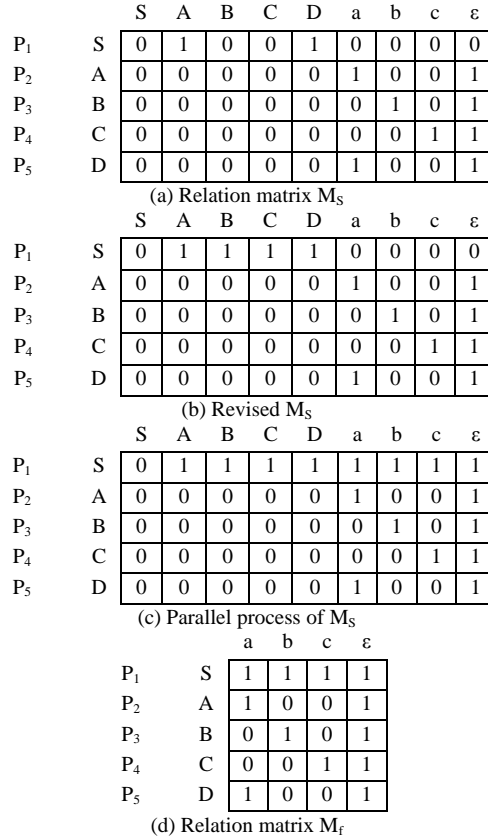 S A B C D a b c ε
P₁ S 0 1 0 0 1 0 0 0 0
P₂ A 0 0 0 0 0 1 0 0 1
P₃ B 0 0 0 0 0 0 1 0 1
P₄ C 0 0 0 0 0 0 0 1 1
P₅ D 0 0 0 0 0 1 0 0 1
(a) Relation matrix M_S
S A B C D a b c ε
P₁ S 0 1 1 1 1 0 0 0 0
P₂ A 0 0 0 0 0 1 0 0 1
P₃ B 0 0 0 0 0 0 1 0 1
P₄ C 0 0 0 0 0 0 0 1 1
P₅ D 0 0 0 0 0 1 0 0 1
(b) Revised M_S
S A B C D a b c ε
P₁ S 0 1 1 1 1 1 1 1 1
P₂ A 0 0 0 0 0 1 0 0 1
P₃ B 0 0 0 0 0 0 1 0 1
P₄ C 0 0 0 0 0 0 0 1 1
P₅ D 0 0 0 0 0 1 0 0 1
(c) Parallel process of M_S
a b c ε
P₁ S 1 1 1 1
P₂ A 1 0 0 1
P₃ B 0 1 0 1
P₄ C 0 0 1 1
P₅ D 1 0 0 1
(d) Relation matrix M_f